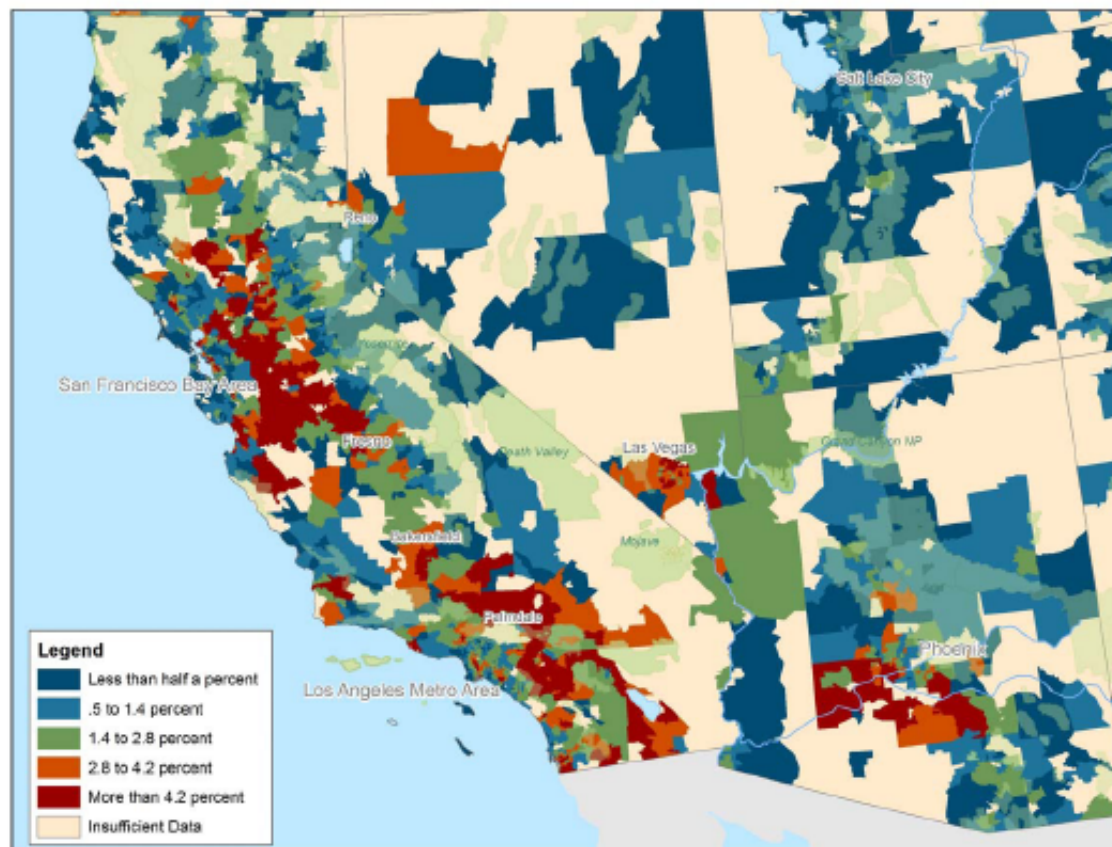 Salt Lake City
Reno
Yosemite
San Francisco Bay Area
Fresno
Death Valley
Las Vegas
Grand Canyon NP
Bakersfield
Mojave
Palmdale
Phoenix
Los Angeles Metro Area
Legend
Less than half a percent
.5 to 1.4 percent
1.4 to 2.8 percent
2.8 to 4.2 percent
More than 4.2 percent
Insufficient Data